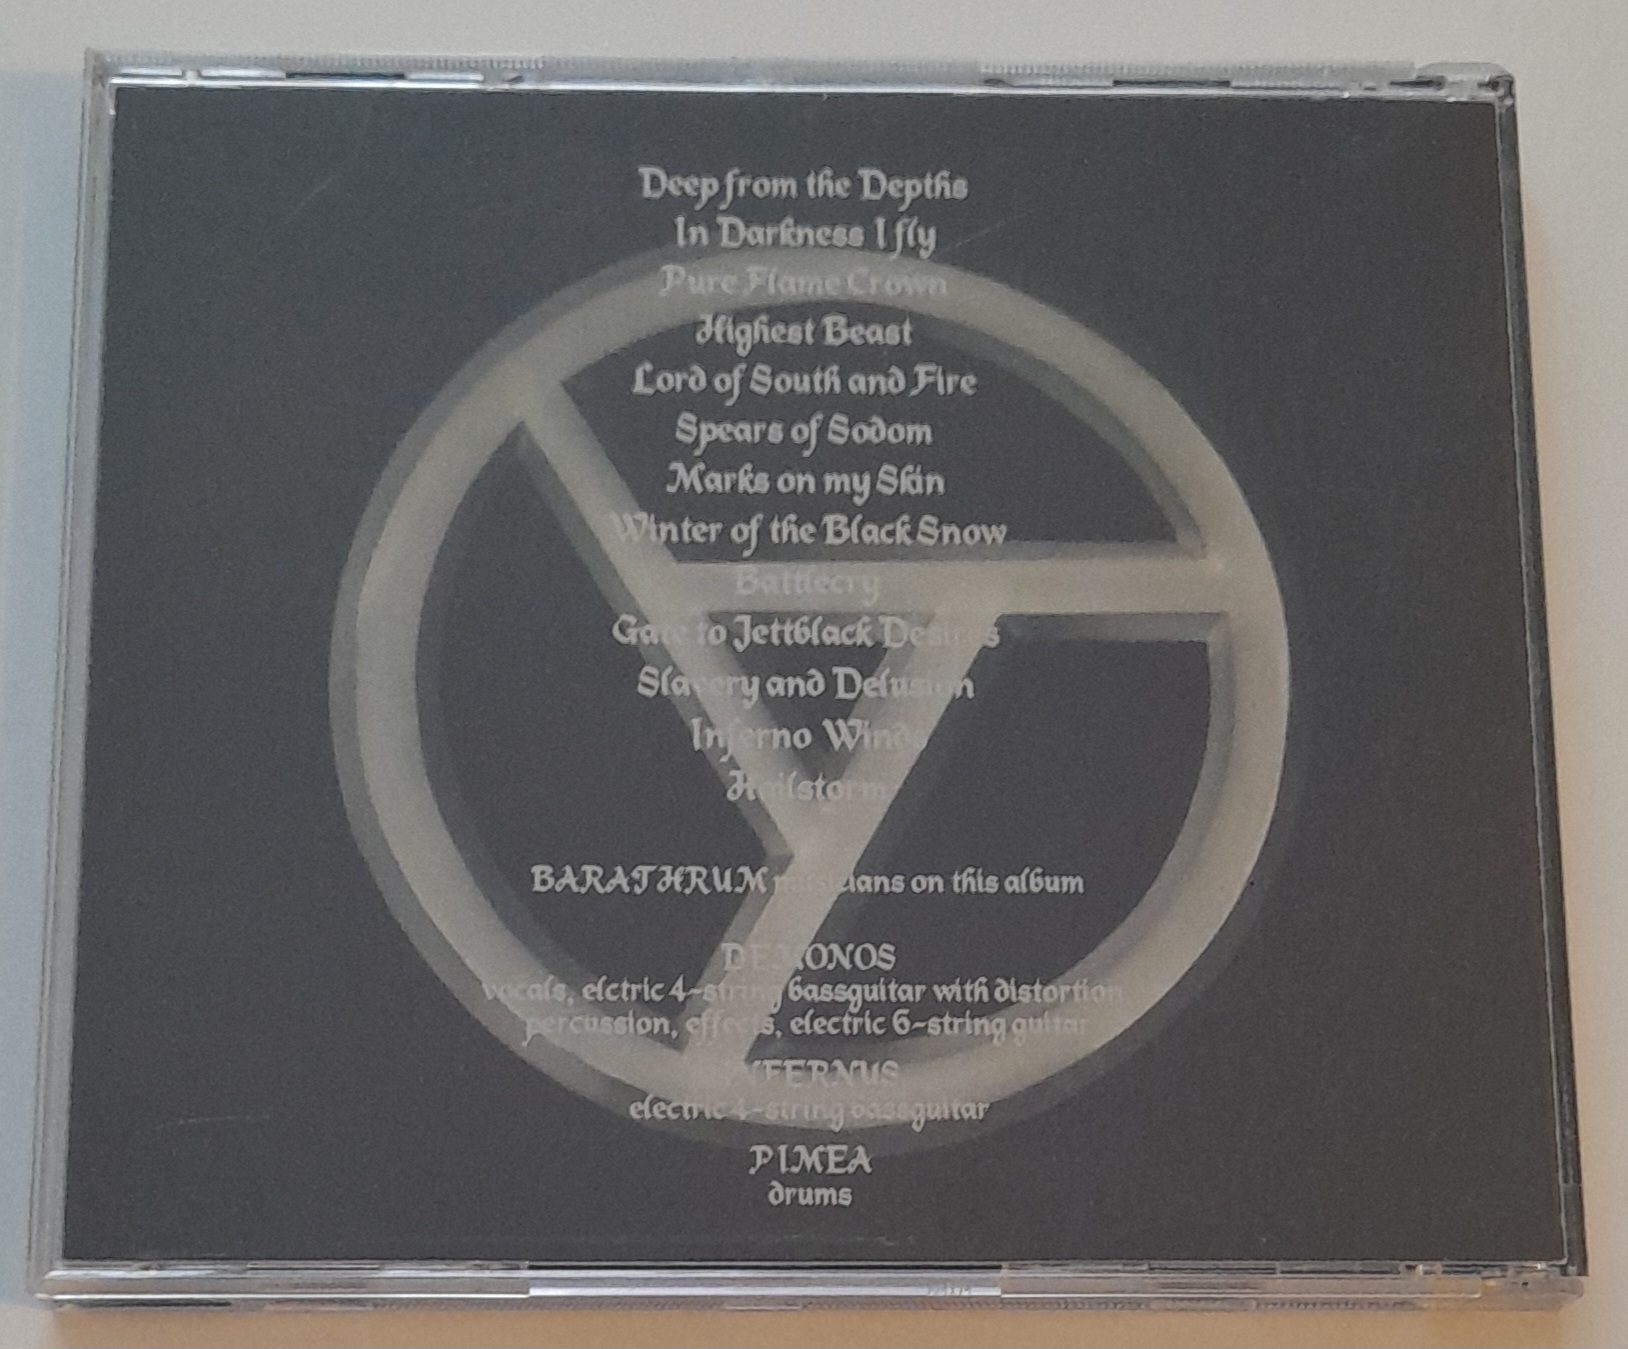 Deep from the Depths
In Darkness I fly
Pure Flame Crown
Highest Beast
Lord of South and Fire
Spears of Sodom
Marks on my Skin
Winter of the Black Snow
Battlecry
Gate to Jettblack Desires
Slavery and Delusion
Inferno Winds
Hailstorm
BARATHRUM musicians on this album
DEMONOS
vocals, elctric 4-string bassguitar with distortion
percussion, effects, electric 6-string guitar
INFERNUS
electric 4-string bassguitar
PIMEA
drums